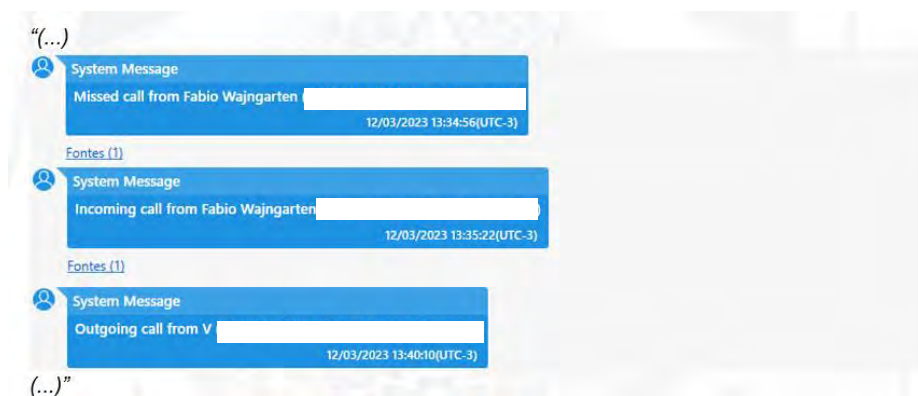 “(...)
System Message
Missed call from Fabio Wajngarten (
12/03/2023 13:34:56(UTC-3)
Fontes (1)
System Message
Incoming call from Fabio Wajngarten
12/03/2023 13:35:22(UTC-3)
Fontes (1)
System Message
Outgoing call from V (
12/03/2023 13:40:10(UTC-3)
(...)”